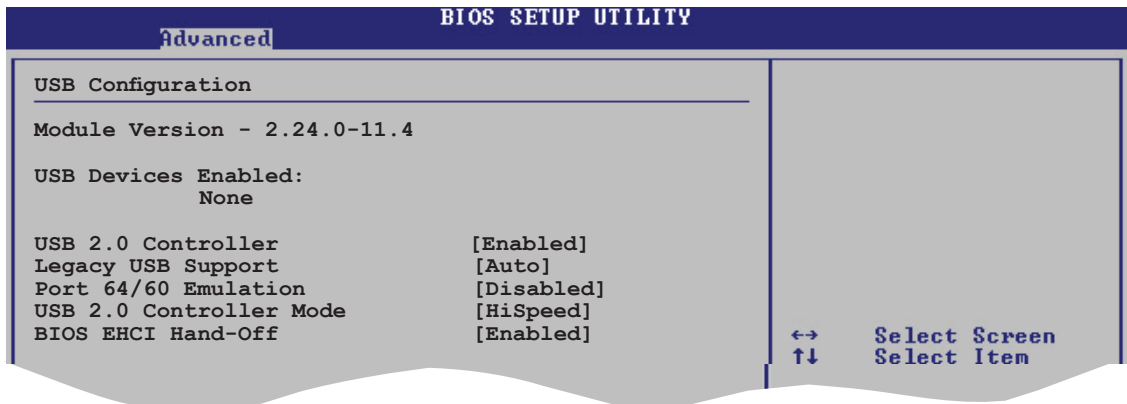 BIOS SETUP UTILITY
Advanced
USB Configuration
Module Version - 2.24.0-11.4
USB Devices Enabled:
None
USB 2.0 Controller [Enabled]
Legacy USB Support [Auto]
Port 64/60 Emulation [Disabled]
USB 2.0 Controller Mode [HiSpeed]
BIOS EHCI Hand-Off [Enabled]
←→ Select Screen
↑↓ Select Item